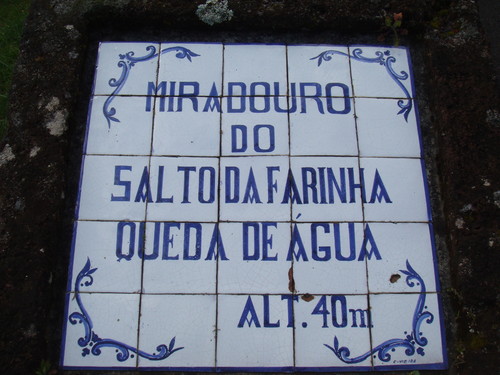 MIRADOURO
DO
SALTO DA FARINHA
QUEDA DE ÁGUA
ALT. 40m